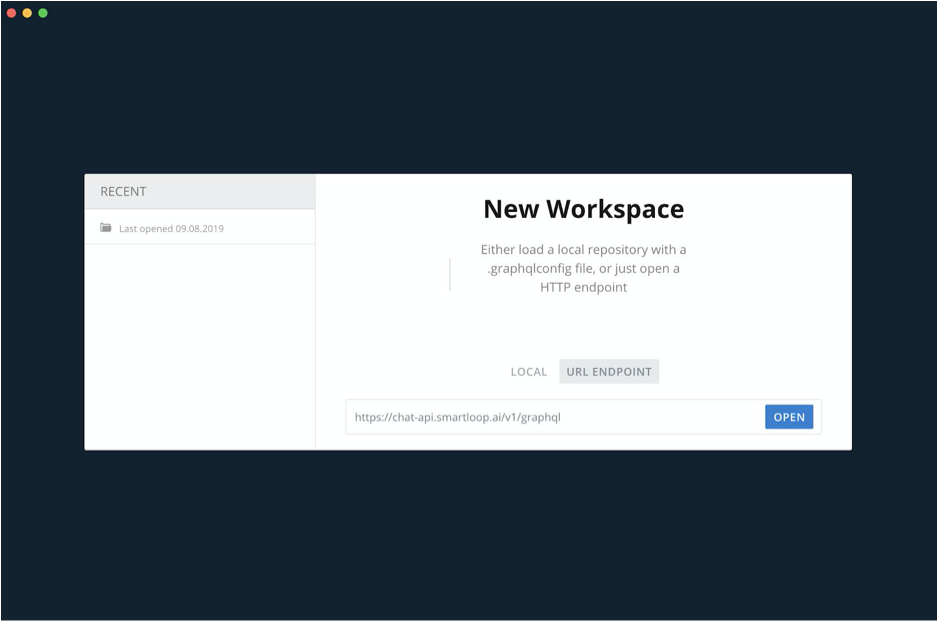 RECENT
Last opened 09.08.2019
New Workspace
Either load a local repository with a
.graphqlconfig file, or just open a
HTTP endpoint
LOCAL
URL ENDPOINT
https://chat-api.smartloop.ai/v1/graphql
OPEN